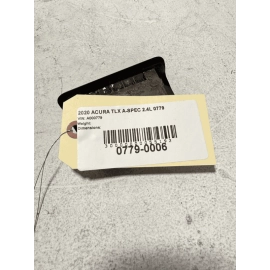 2020 ACURA TLX A-SPEC 2.4L 0779
VIN: A000779
Weight:
Dimensions:
0779-0006